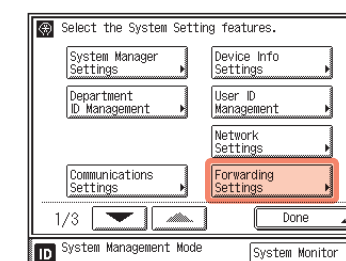 Select the System Setting features.
System Manager
Settings
Device Info
Settings
Department
ID Management
User ID
Management
Network
Settings
Communications
Settings
Forwarding
Settings
1/3
Done
ID
System Management Mode
System Monitor